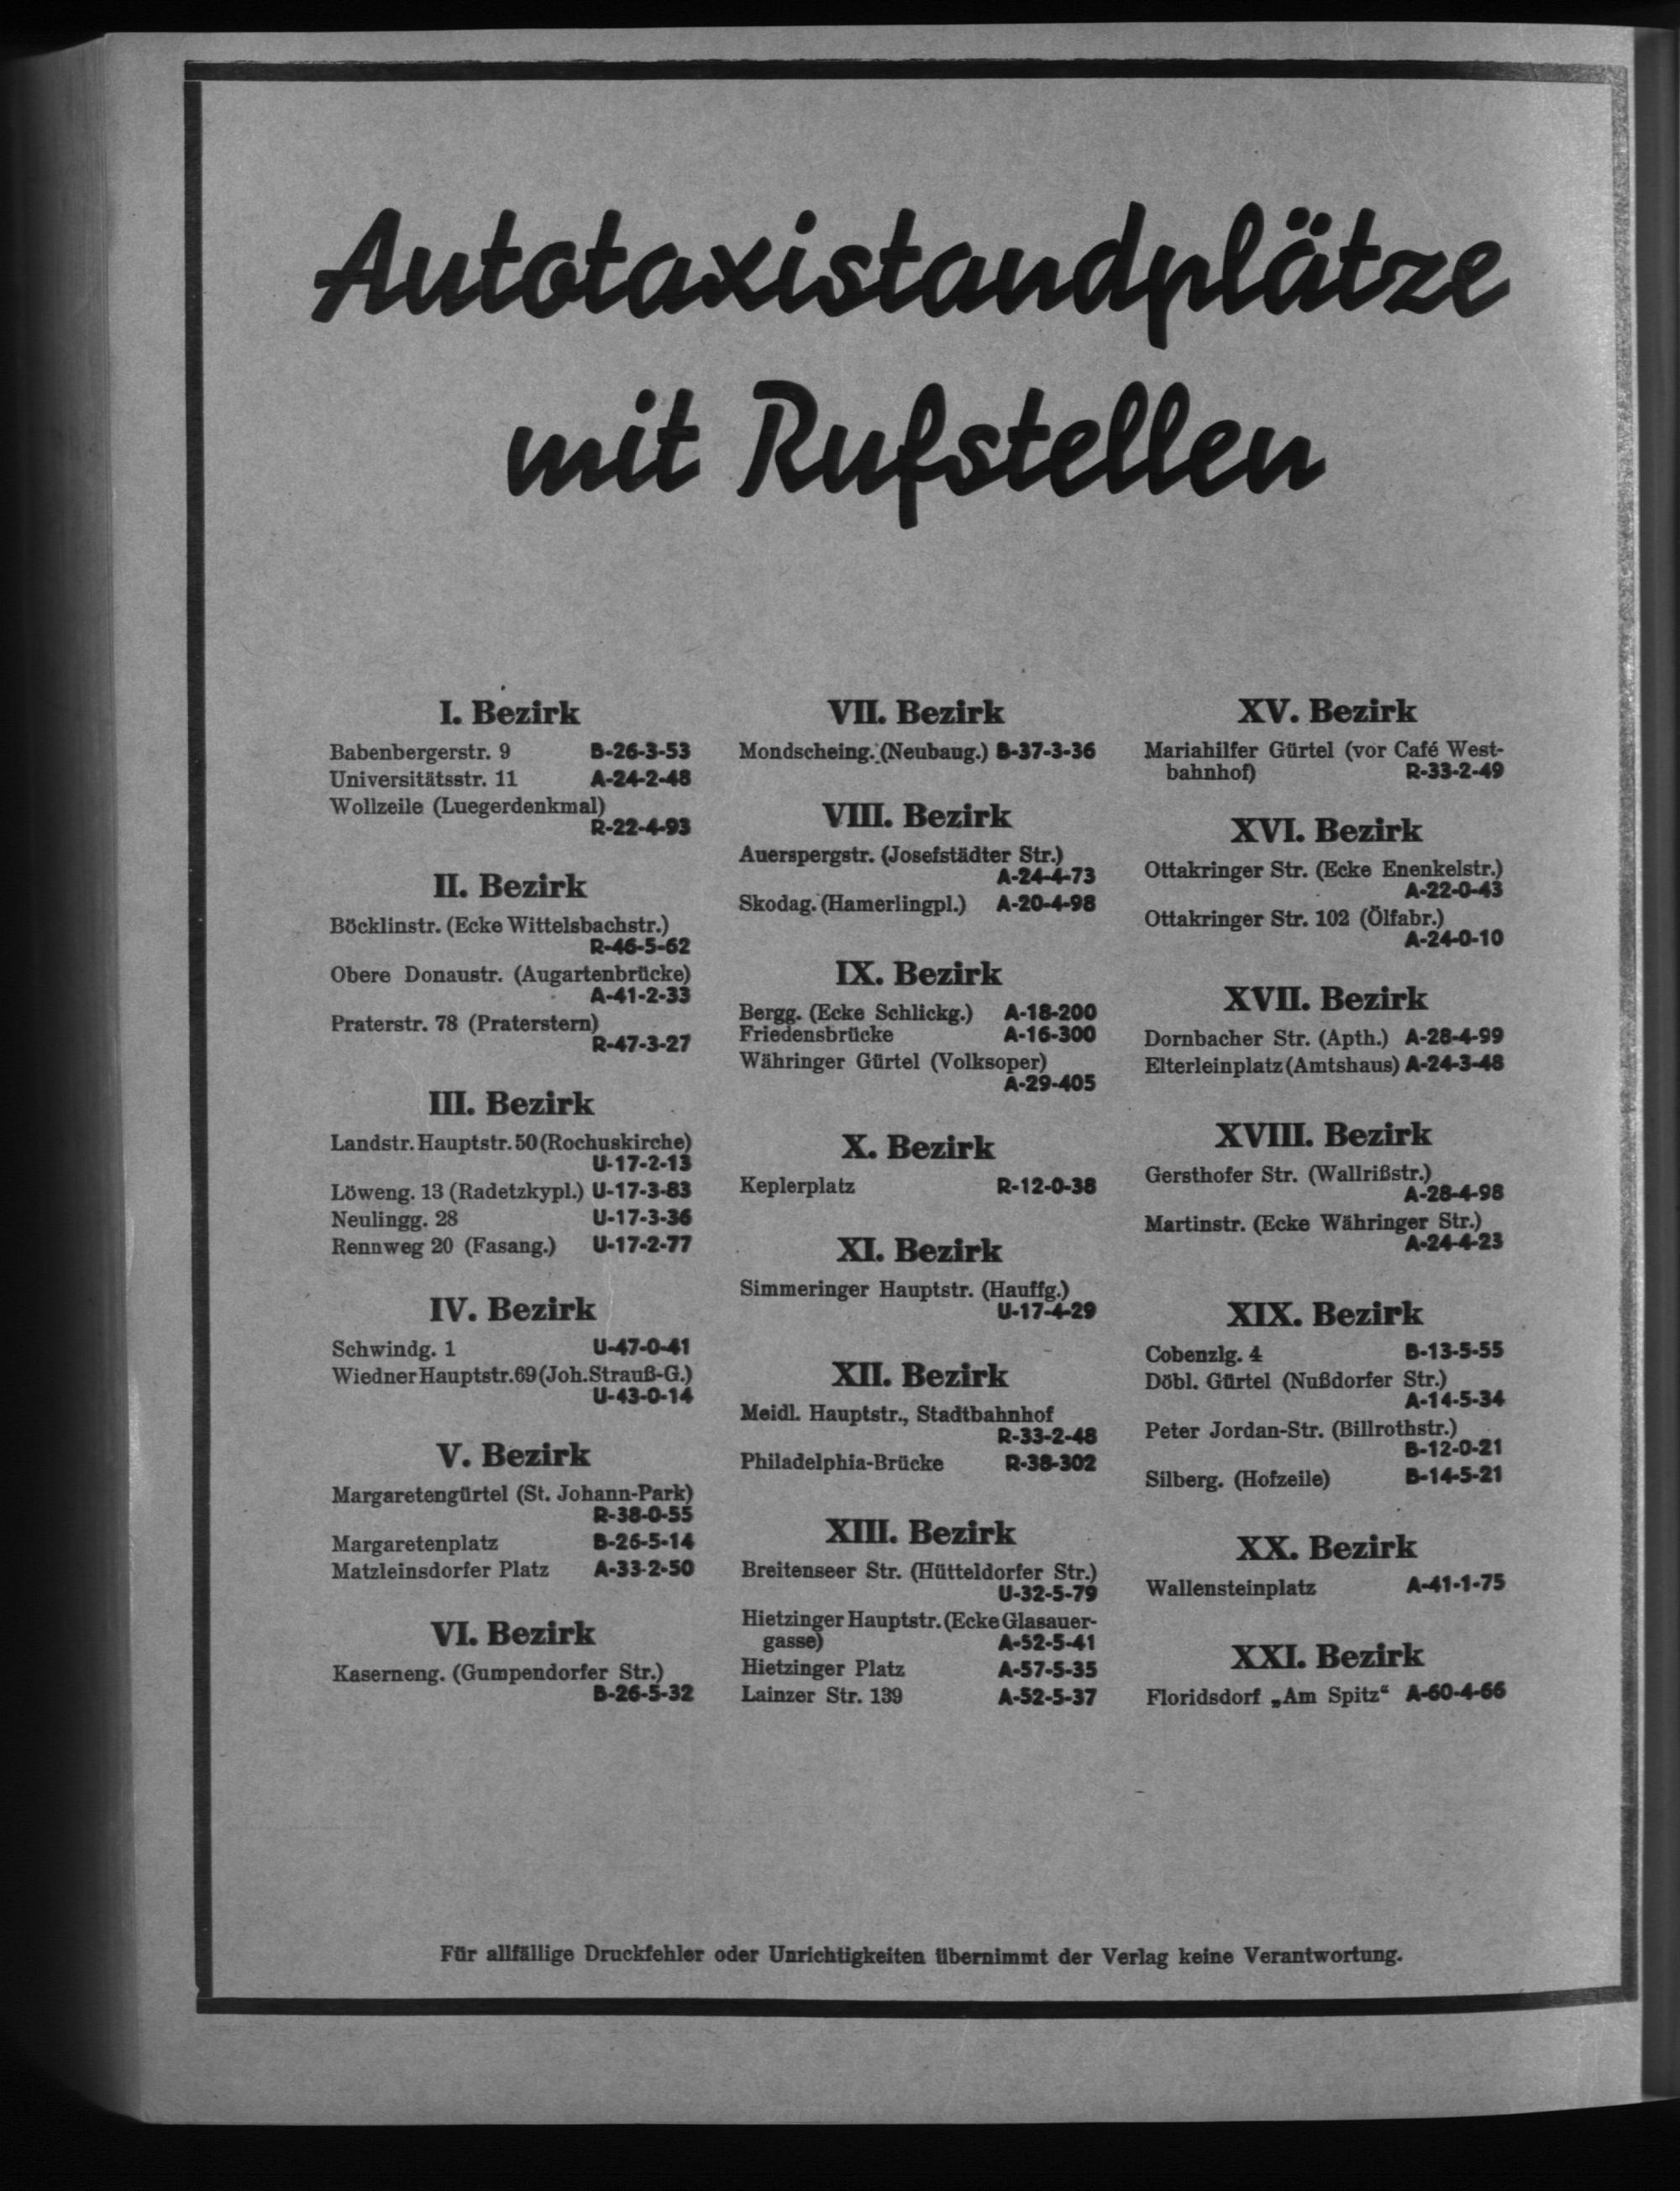 Autotaxistandplätze
mit Rufstellen
I. Bezirk
Babenbergerstr. 9 B-26-3-53
Universitätsstr. 11 A-24-2-48
Wollzeile (Luegerdenkmal)
R-22-4-93
II. Bezirk
Böcklinstr. (Ecke Wittelsbachstr.)
R-46-5-62
Obere Donaustr. (Augartenbrücke)
A-41-2-33
Praterstr. 78 (Praterstern)
R-47-3-27
III. Bezirk
Landstr. Hauptstr. 50 (Rochuskirche)
U-17-2-13
Löweng. 13 (Radetzkypl.) U-17-3-83
Neulingg. 28 U-17-3-36
Rennweg 20 (Fasang.) U-17-2-77
IV. Bezirk
Schwindg. 1 U-47-0-41
Wiedner Hauptstr. 69 (Joh. Strauß-G.)
U-43-0-14
V. Bezirk
Margaretengürtel (St. Johann-Park)
R-38-0-55
Margaretenplatz B-26-5-14
Matzleinsdorfer Platz A-33-2-50
VI. Bezirk
Kaserneng. (Gumpendorfer Str.)
B-26-5-32
VII. Bezirk
Mondscheing. (Neubaug.) B-37-3-36
VIII. Bezirk
Auerspergstr. (Josefstädter Str.)
A-24-4-73
Skodag. (Hamerlingpl.) A-20-4-98
IX. Bezirk
Bergg. (Ecke Schlickg.) A-18-200
Friedensbrücke A-16-300
Währinger Gürtel (Volksoper)
A-29-405
X. Bezirk
Keplerplatz R-12-0-38
XI. Bezirk
Simmeringer Hauptstr. (Hauffg.)
U-17-4-29
XII. Bezirk
Meidl. Hauptstr., Stadtbahnhof
R-33-2-48
Philadelphia-Brücke R-38-302
XIII. Bezirk
Breitenseer Str. (Hütteldorfer Str.)
U-32-5-79
Hietzinger Hauptstr. (Ecke Glasauer-
gasse) A-52-5-41
Hietzinger Platz A-57-5-35
Lainzer Str. 139 A-52-5-37
XV. Bezirk
Mariahilfer Gürtel (vor Café West-
bahnhof) R-33-2-49
XVI. Bezirk
Ottakringer Str. (Ecke Enenkelstr.)
A-22-0-43
Ottakringer Str. 102 (Ölfabr.)
A-24-0-10
XVII. Bezirk
Dornbacher Str. (Apth.) A-28-4-99
Elterleinplatz (Amtshaus) A-24-3-48
XVIII. Bezirk
Gersthofer Str. (Wallrißstr.)
A-28-4-98
Martinstr. (Ecke Währinger Str.)
A-24-4-23
XIX. Bezirk
Cobenzlg. 4 B-13-5-55
Döbl. Gürtel (Nußdorfer Str.)
A-14-5-34
Peter Jordan-Str. (Billrothstr.)
B-12-0-21
Silberg. (Hofzeile) B-14-5-21
XX. Bezirk
Wallensteinplatz A-41-1-75
XXI. Bezirk
Floridsdorf „Am Spitz“ A-60-4-66
Für allfällige Druckfehler oder Unrichtigkeiten übernimmt der Verlag keine Verantwortung.